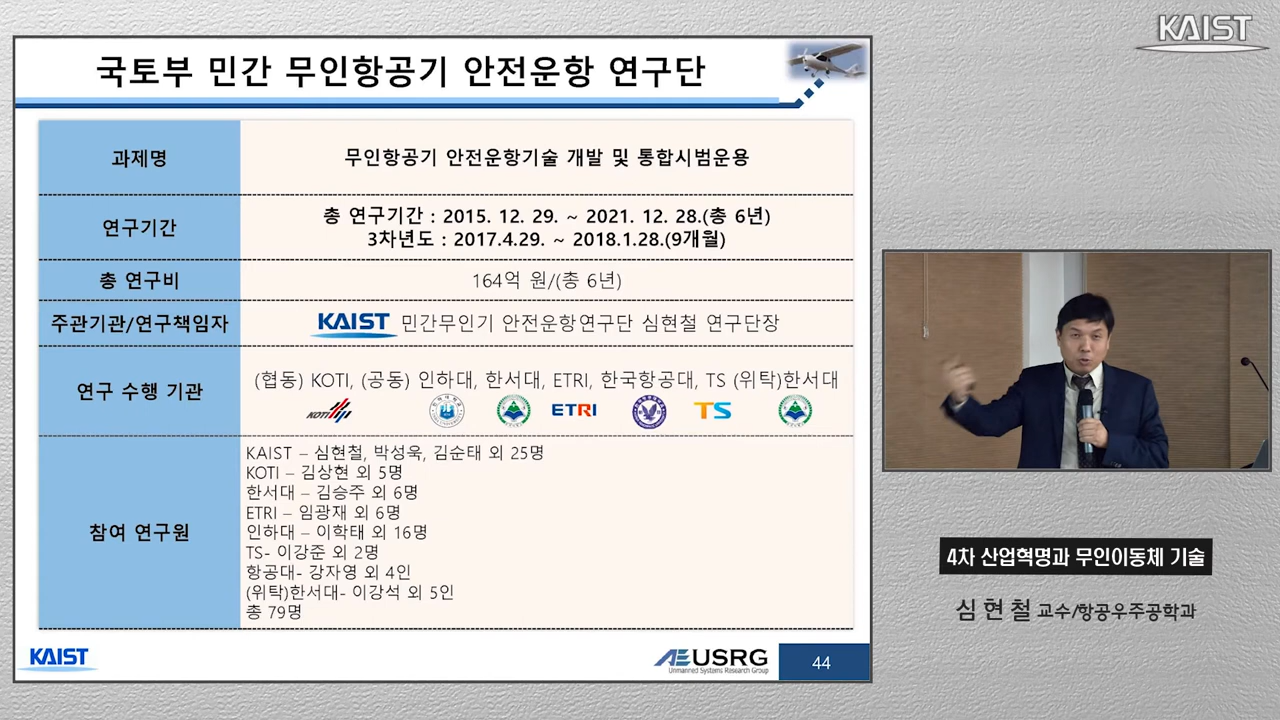 KAIST
국토부 민간 무인항공기 안전운항 연구단
과제명
무인항공기 안전운항기술 개발 및 통합시범운용
연구기간
총 연구기간 : 2015. 12. 29. ~ 2021. 12. 28.(총 6년)
3차년도 : 2017.4.29. ~ 2018.1.28.(9개월)
총 연구비
164억 원/(총 6년)
주관기관/연구책임자
KAIST 민간무인기 안전운항연구단 심현철 연구단장
연구 수행 기관
(협동) KOTI, (공동) 인하대, 한서대, ETRI, 한국항공대, TS (위탁)한서대
KOTI ETRI TS
참여 연구원
KAIST – 심현철, 박성욱, 김순태 외 25명
KOTI – 김상현 외 5명
한서대 – 김승주 외 6명
ETRI – 임광재 외 6명
인하대 – 이학태 외 16명
TS- 이강준 외 2명
항공대- 강자영 외 4인
(위탁)한서대- 이강석 외 5인
총 79명
KAIST
USRG
Unmanned Systems Research Group
44
4차 산업혁명과 무인이동체 기술
심 현 철 교수/항공우주공학과